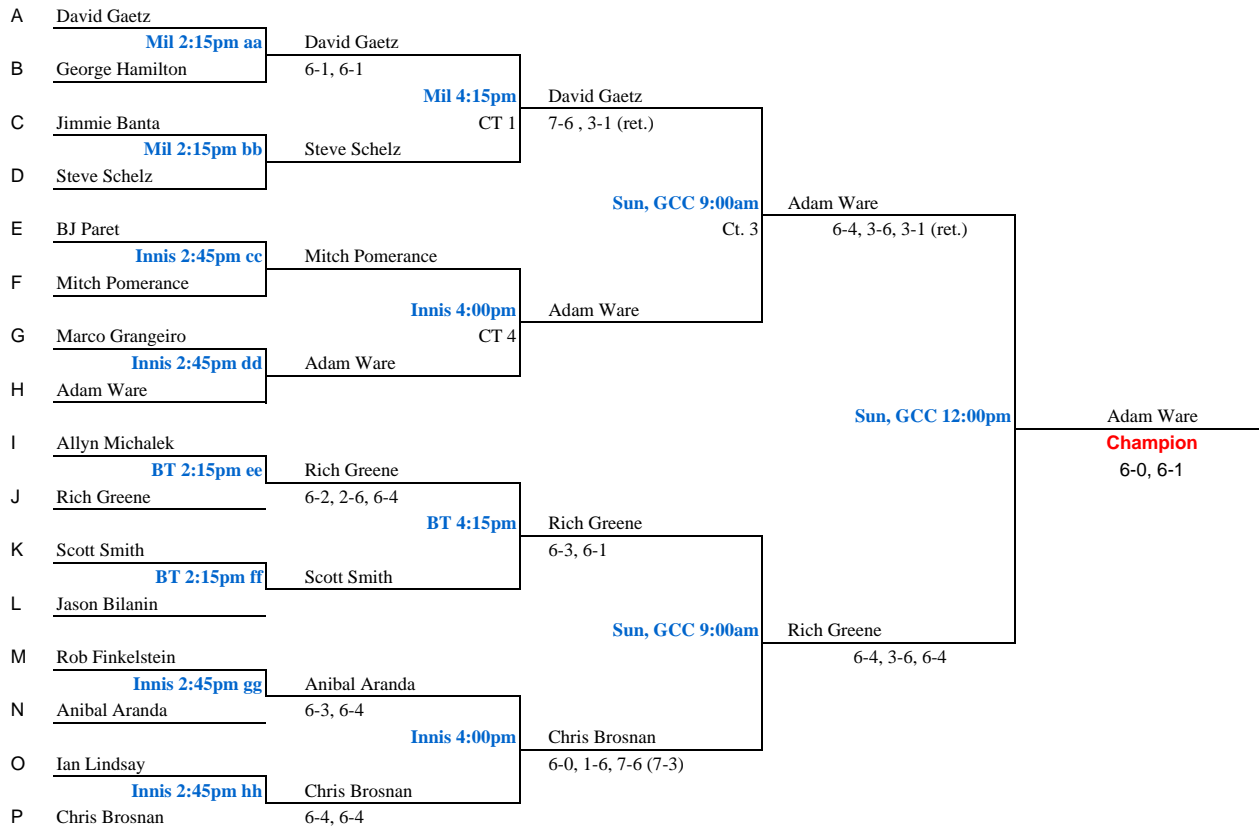 A David Gaetz
Mil 2:15pm aa David Gaetz
B George Hamilton 6-1, 6-1
Mil 4:15pm David Gaetz
C Jimmie Banta CT 1 7-6 , 3-1 (ret.)
Mil 2:15pm bb Steve Schelz
D Steve Schelz
Sun, GCC 9:00am Adam Ware
E BJ Paret Ct. 3 6-4, 3-6, 3-1 (ret.)
Innis 2:45pm cc Mitch Pomerance
F Mitch Pomerance
Innis 4:00pm Adam Ware
G Marco Grangeiro CT 4
Innis 2:45pm dd Adam Ware
H Adam Ware
Sun, GCC 12:00pm Adam Ware
I Allyn Michalek Champion
BT 2:15pm ee Rich Greene 6-0, 6-1
J Rich Greene 6-2, 2-6, 6-4
BT 4:15pm Rich Greene
K Scott Smith 6-3, 6-1
BT 2:15pm ff Scott Smith
L Jason Bilanin
Sun, GCC 9:00am Rich Greene
M Rob Finkelstein 6-4, 3-6, 6-4
Innis 2:45pm gg Anibal Aranda
N Anibal Aranda 6-3, 6-4
Innis 4:00pm Chris Brosnan
O Ian Lindsay 6-0, 1-6, 7-6 (7-3)
Innis 2:45pm hh Chris Brosnan
P Chris Brosnan 6-4, 6-4